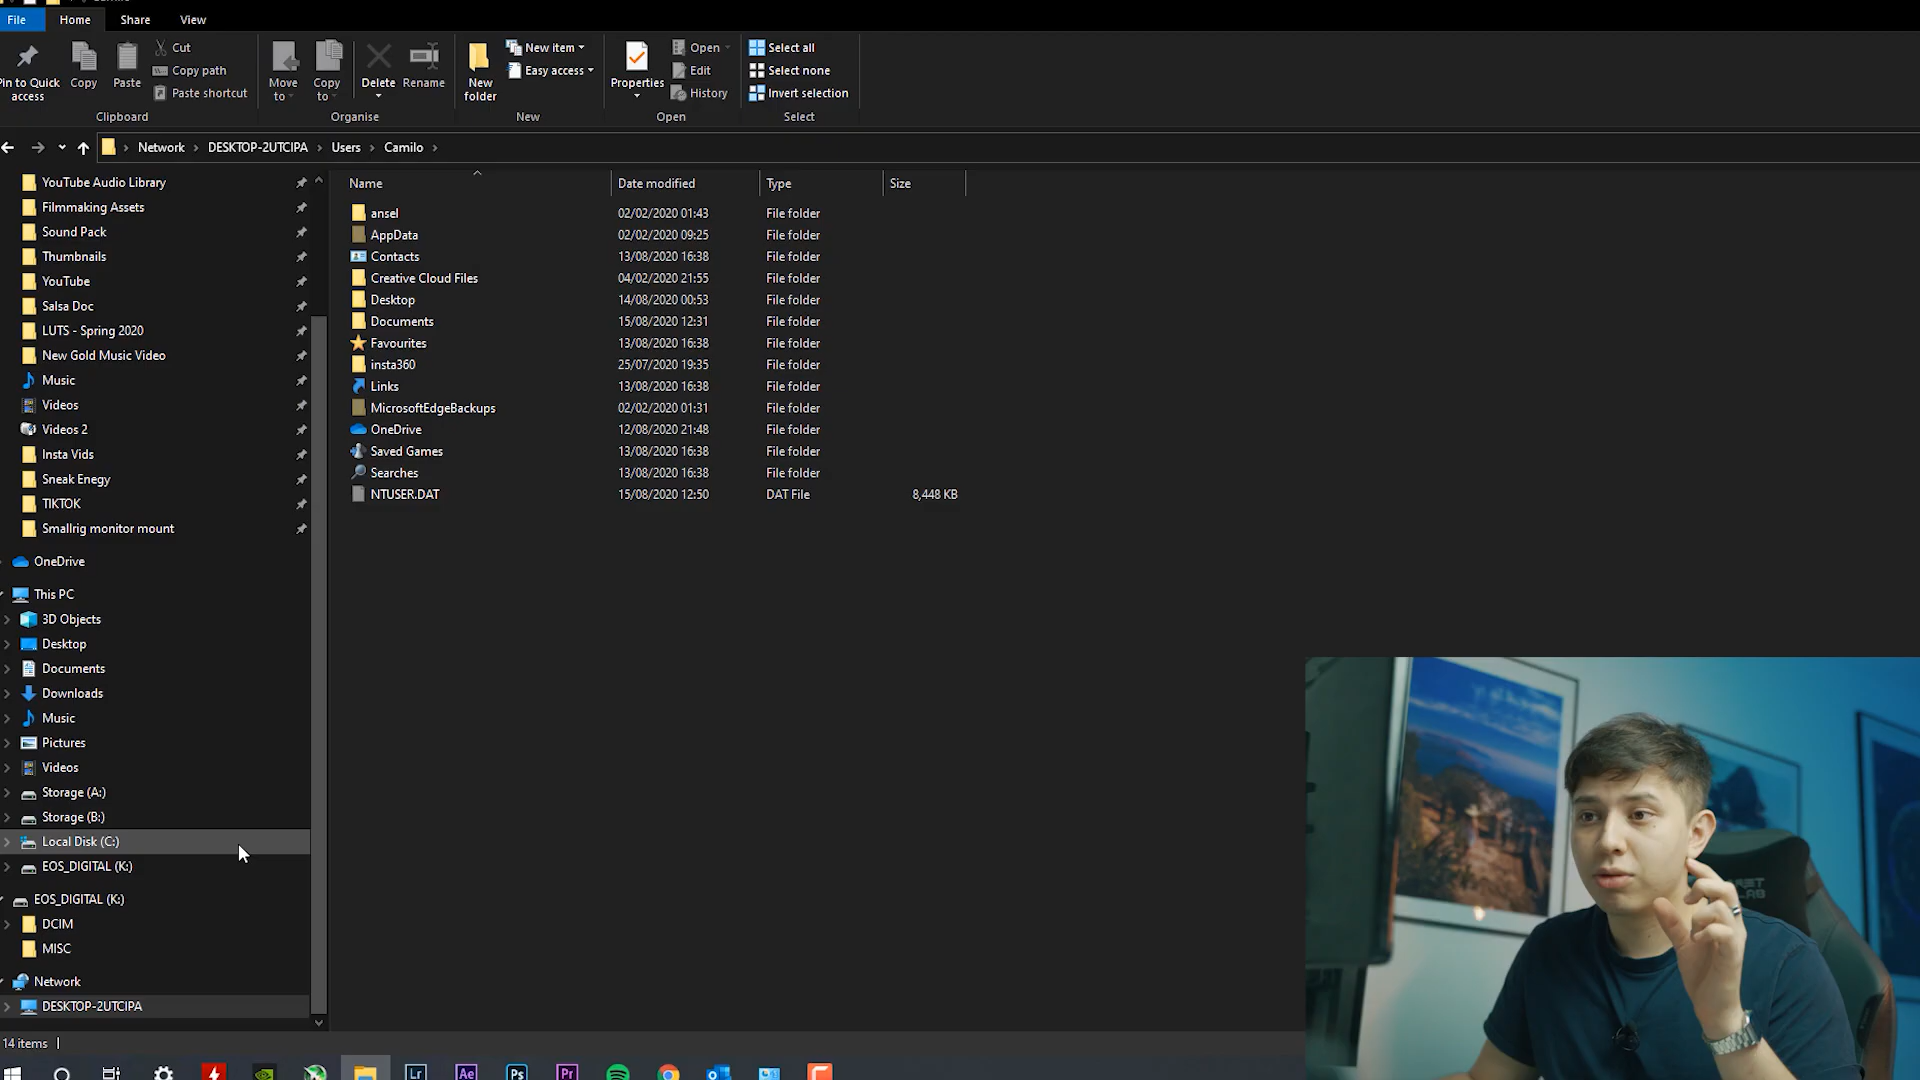 File Home Share View
Pin to Quick access
Copy
Paste
Cut
Copy path
Paste shortcut
Move to
Copy to
Delete
Rename
New folder
New item
Easy access
Properties
Open
Edit
History
Select all
Select none
Invert selection
Clipboard Organise New Open Select
Network > DESKTOP-2UTCIPA > Users > Camilo >
YouTube Audio Library
Filmmaking Assets
Sound Pack
Thumbnails
YouTube
Salsa Doc
LUTS - Spring 2020
New Gold Music Video
Music
Videos
Videos 2
Insta Vids
Sneak Enegy
TIKTOK
Smallrig monitor mount
OneDrive
This PC
3D Objects
Desktop
Documents
Downloads
Music
Pictures
Videos
Storage (A:)
Storage (B:)
Local Disk (C:)
EOS_DIGITAL (K:)
EOS_DIGITAL (K:)
DCIM
MISC
Network
DESKTOP-2UTCIPA
Name Date modified Type Size
ansel 02/02/2020 01:43 File folder
AppData 02/02/2020 09:25 File folder
Contacts 13/08/2020 16:38 File folder
Creative Cloud Files 04/02/2020 21:55 File folder
Desktop 14/08/2020 00:53 File folder
Documents 15/08/2020 12:31 File folder
Favourites 13/08/2020 16:38 File folder
insta360 25/07/2020 19:35 File folder
Links 13/08/2020 16:38 File folder
MicrosoftEdgeBackups 02/02/2020 01:31 File folder
OneDrive 12/08/2020 21:48 File folder
Saved Games 13/08/2020 16:38 File folder
Searches 13/08/2020 16:38 File folder
NTUSER.DAT 15/08/2020 12:50 DAT File 8,448 KB
14 items
Lr Ae Ps Pr